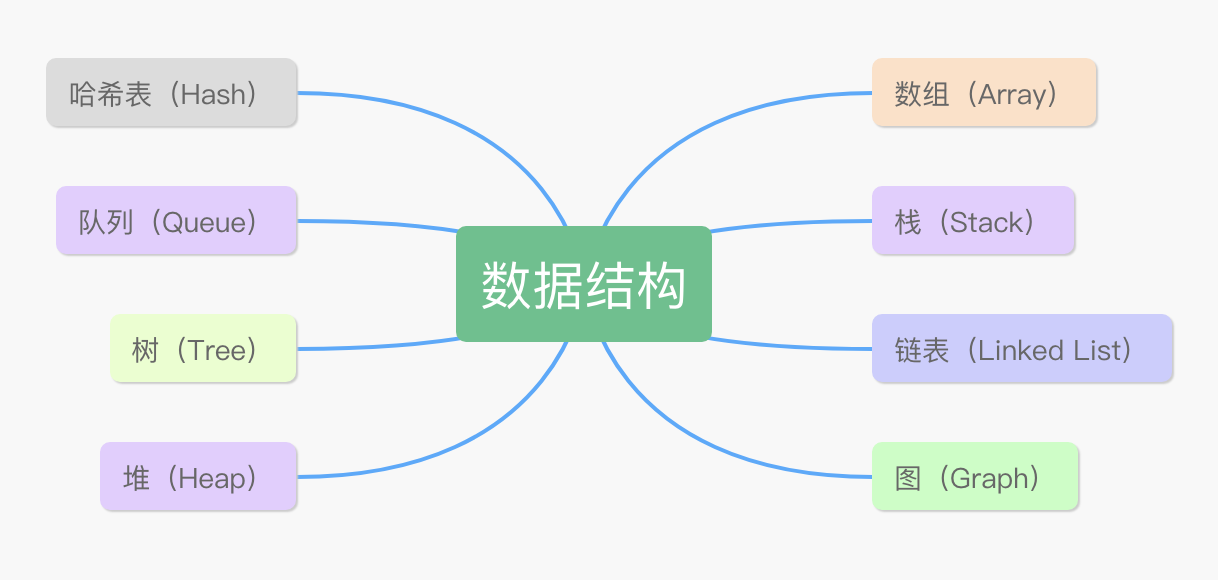 哈希表（Hash）
数组（Array）
队列（Queue）
栈（Stack）
数据结构
树（Tree）
链表（Linked List）
堆（Heap）
图（Graph）